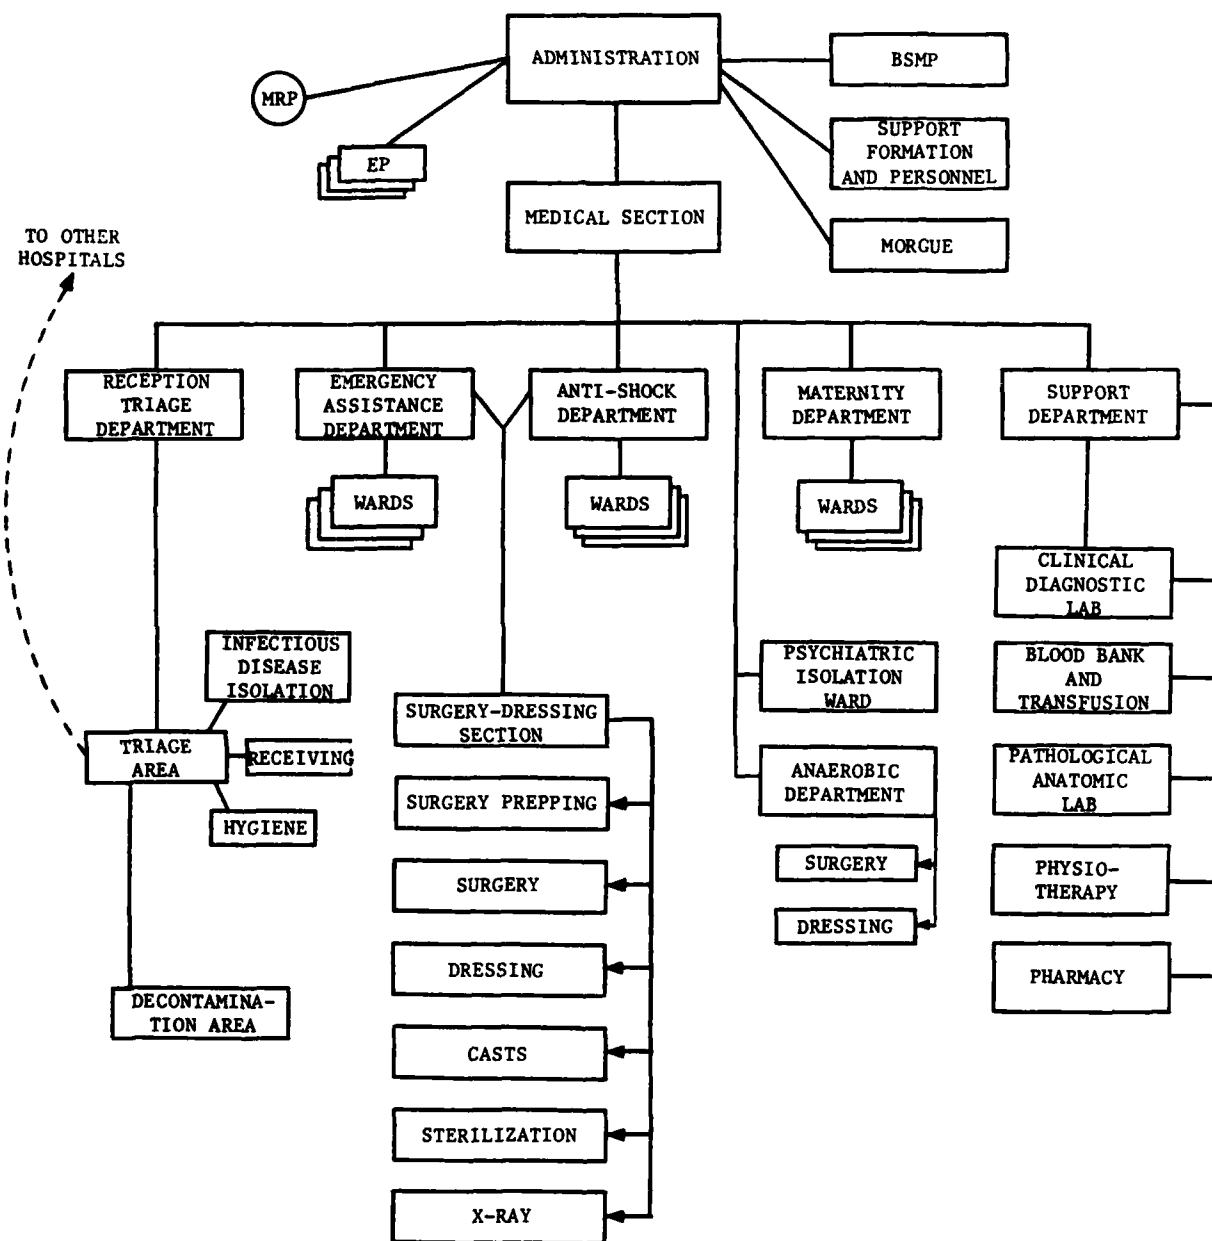 ADMINISTRATION
BSMP
MRP
SUPPORT
FORMATION
AND PERSONNEL
EP
MEDICAL SECTION
MORGUE
TO OTHER
HOSPITALS
RECEPTION
TRIAGE
DEPARTMENT
EMERGENCY
ASSISTANCE
DEPARTMENT
ANTI-SHOCK
DEPARTMENT
MATERNITY
DEPARTMENT
SUPPORT
DEPARTMENT
WARDS
WARDS
WARDS
CLINICAL
DIAGNOSTIC
LAB
INFECTIOUS
DISEASE
ISOLATION
PSYCHIATRIC
ISOLATION
WARD
BLOOD BANK
AND
TRANSFUSION
SURGERY-DRESSING
SECTION
TRIAGE
AREA
RECEIVING
HYGIENE
ANAEROBIC
DEPARTMENT
PATHOLOGICAL
ANATOMIC
LAB
SURGERY PREPPING
SURGERY
SURGERY
PHYSIO-
THERAPY
DRESSING
DRESSING
PHARMACY
DECONTAMINA-
TION AREA
CASTS
STERILIZATION
X-RAY